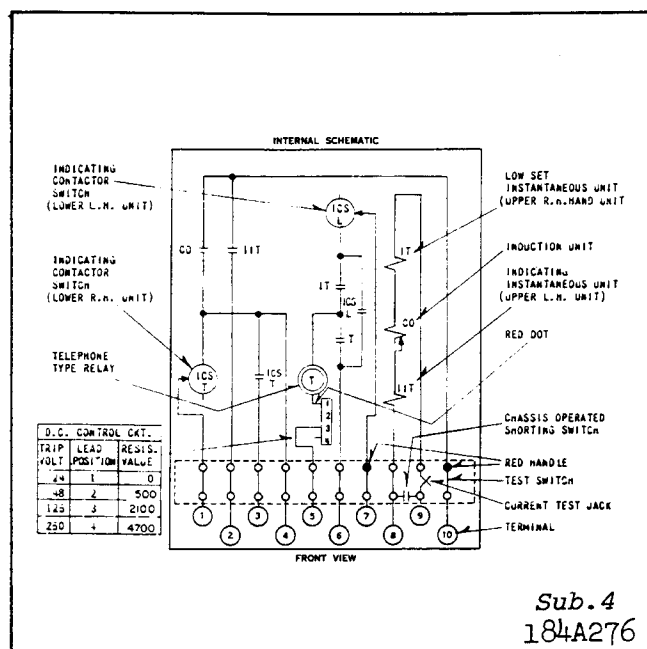 INTERNAL SCHEMATIC
INDICATING
CONTACTOR
SWITCH
(LOWER L.H. UNIT)
INDICATING
CONTACTOR
SWITCH
(LOWER R.H. UNIT)
TELEPHONE
TYPE RELAY
D.C. CONTROL CKT.
TRIP VOLT LEAD POSITION RESIS. VALUE
24 1 0
48 2 500
125 3 2100
250 4 4700
CO
IIT
ICS
L
IT
ICS
L
T
ICS
T
ICS
T
T
1
2
3
4
IT
CO
IIT
LOW SET
INSTANTANEOUS UNIT
(UPPER R.H.HAND UNIT
INDUCTION UNIT
INDICATING
INSTANTANEOUS UNIT
(UPPER L.H. UNIT)
RED DOT
CHASSIS OPERATED
SHORTING SWITCH
RED HANDLE
TEST SWITCH
CURRENT TEST JACK
TERMINAL
1 2 3 4 5 6 7 8 9 10
FRONT VIEW
Sub.4
184A276